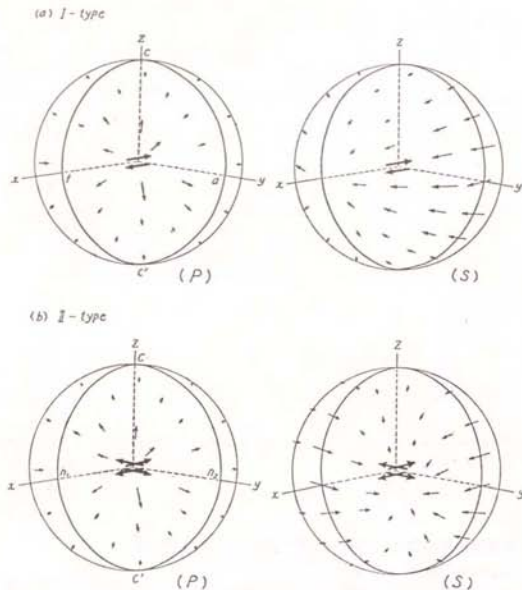 (a) I-type
z
c
x
f
a
y
c'
(P)
z
x
y
(S)
(b) II-type
z
c
x
n₁
n₂
y
c'
(P)
z
x
y
(S)